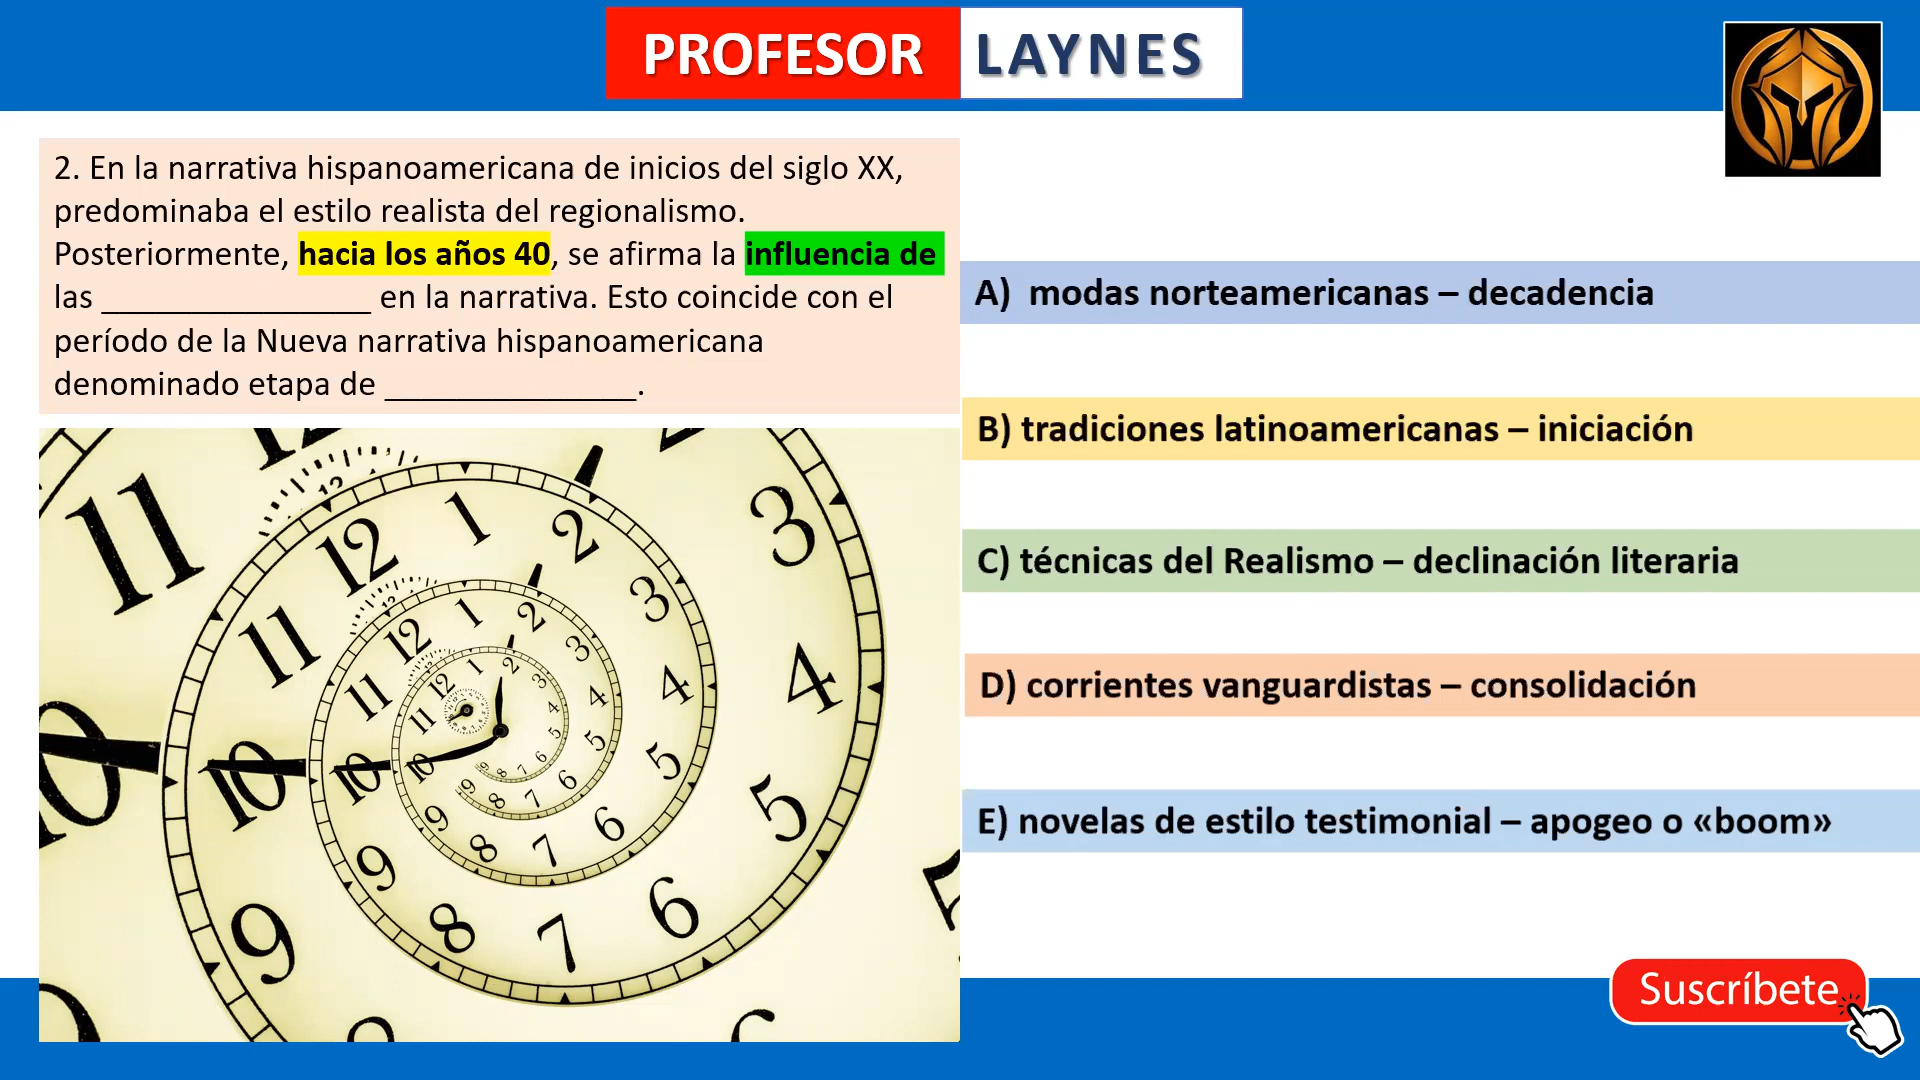 PROFESOR LAYNES
2. En la narrativa hispanoamericana de inicios del siglo XX,
predominaba el estilo realista del regionalismo.
Posteriormente, hacia los años 40, se afirma la influencia de
las _______________ en la narrativa. Esto coincide con el
período de la Nueva narrativa hispanoamericana
denominado etapa de ______________.
A) modas norteamericanas – decadencia
B) tradiciones latinoamericanas – iniciación
C) técnicas del Realismo – declinación literaria
D) corrientes vanguardistas – consolidación
E) novelas de estilo testimonial – apogeo o «boom»
Suscríbete